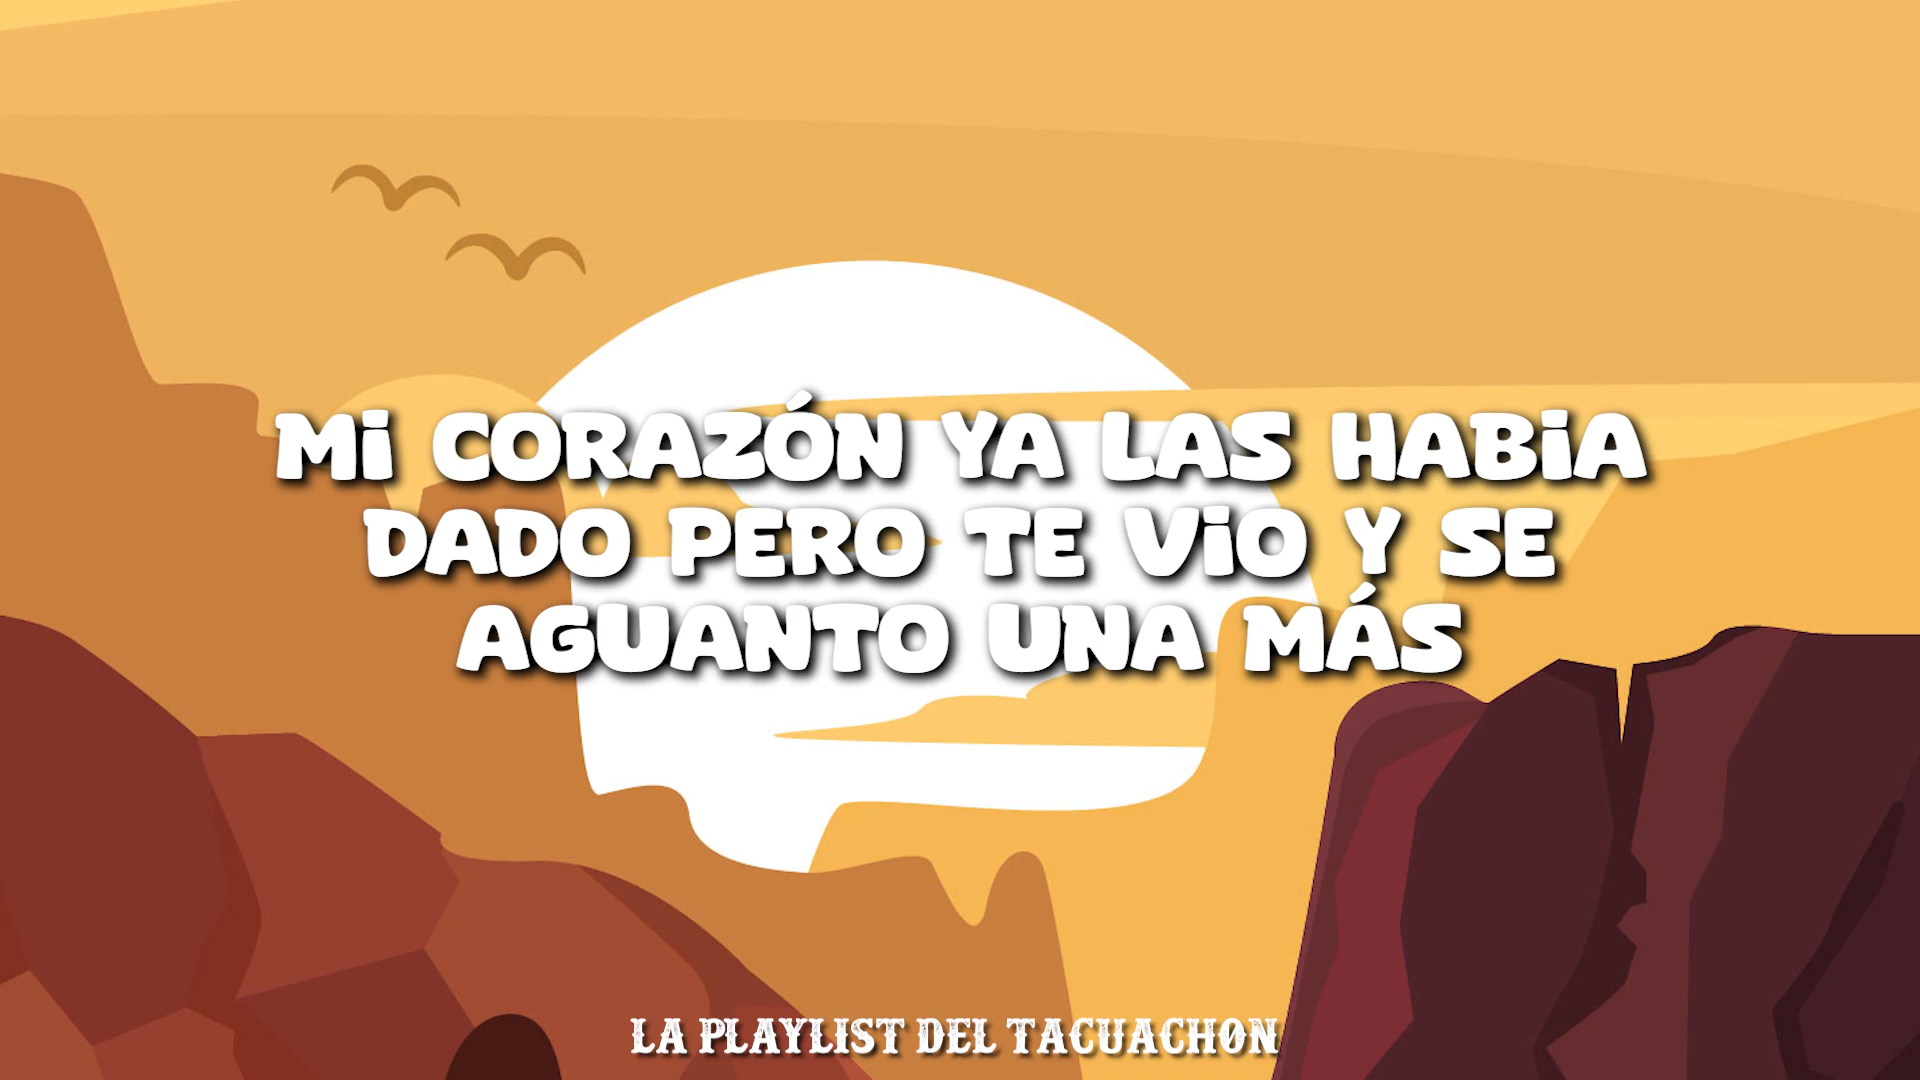 Mi CORAZÓN YA LAS HABiA
DADO PERO TE ViO Y SE
AGUANTO UNA MÁS
LA PLAYLIST DEL TACUACHON